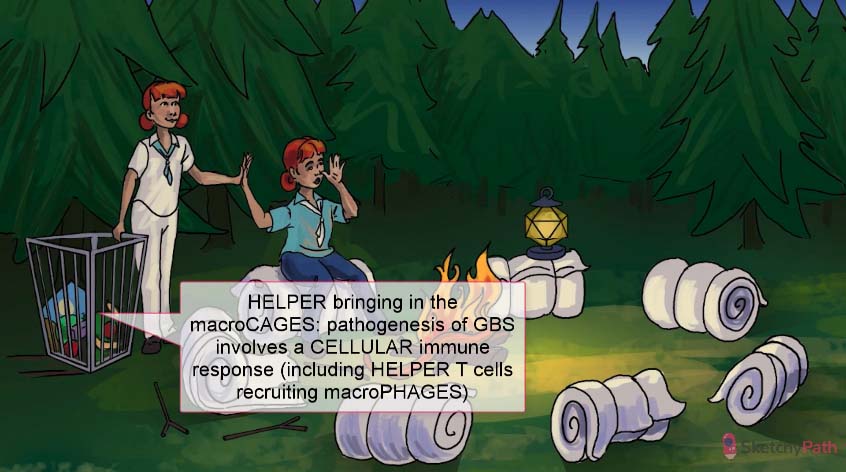 HELPER bringing in the
macroCAGES: pathogenesis of GBS
involves a CELLULAR immune
response (including HELPER T cells
recruiting macroPHAGES)
SketchyPath